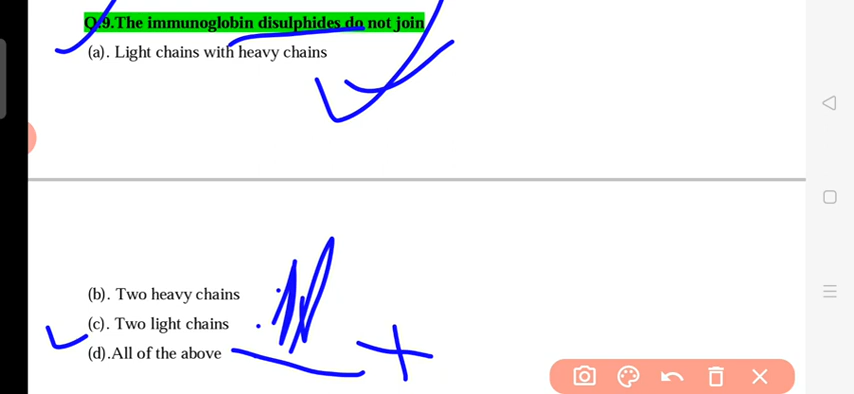 Q.9.The immunoglobin disulphides do not join
(a). Light chains with heavy chains
(b). Two heavy chains
(c). Two light chains
(d).All of the above